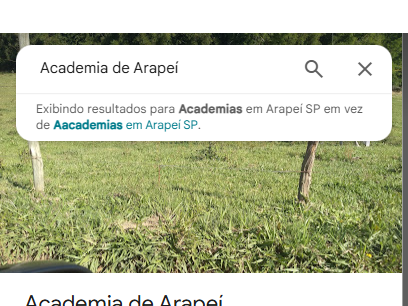 Academia de Arapeí
Exibindo resultados para Academias em Arapeí SP em vez
de Aacademias em Arapeí SP.
Academia de Arapeí